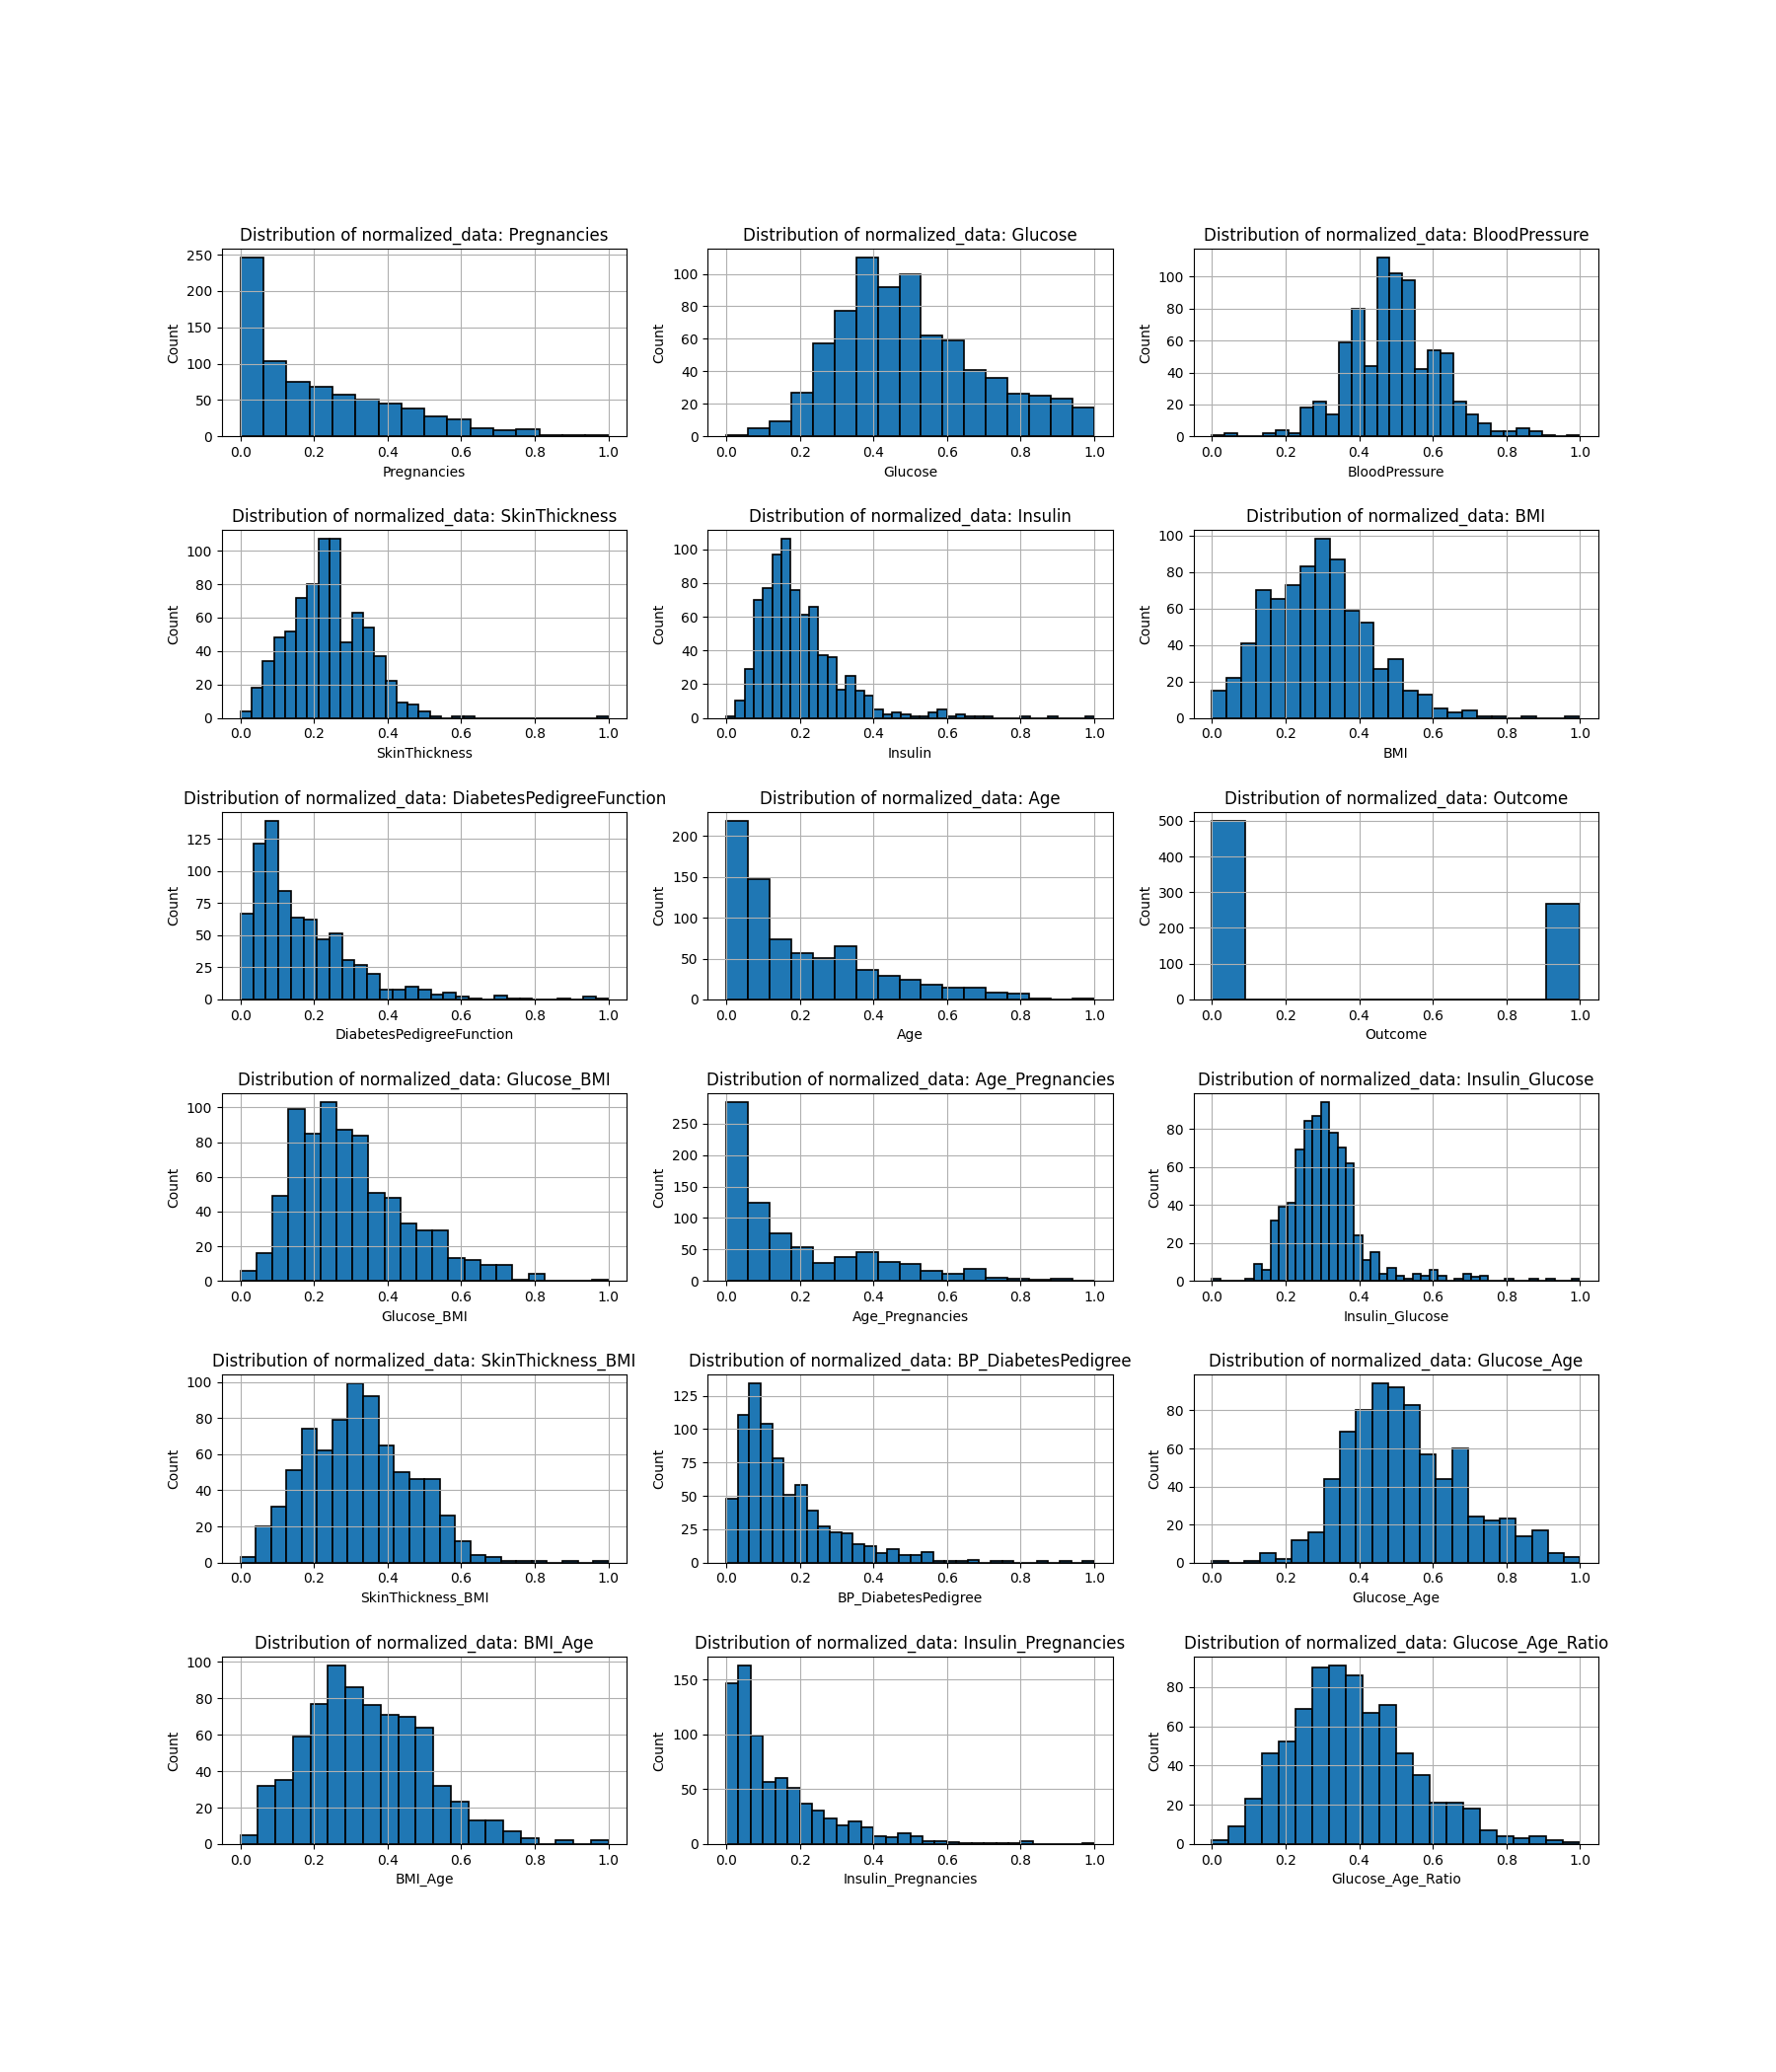 Distribution of normalized_data: Pregnancies
Count
250
200
150
100
50
0
0.0 0.2 0.4 0.6 0.8 1.0
Pregnancies
Distribution of normalized_data: Glucose
Count
100
80
60
40
20
0
0.0 0.2 0.4 0.6 0.8 1.0
Glucose
Distribution of normalized_data: BloodPressure
Count
100
80
60
40
20
0
0.0 0.2 0.4 0.6 0.8 1.0
BloodPressure
Distribution of normalized_data: SkinThickness
Count
100
80
60
40
20
0
0.0 0.2 0.4 0.6 0.8 1.0
SkinThickness
Distribution of normalized_data: Insulin
Count
100
80
60
40
20
0
0.0 0.2 0.4 0.6 0.8 1.0
Insulin
Distribution of normalized_data: BMI
Count
100
80
60
40
20
0
0.0 0.2 0.4 0.6 0.8 1.0
BMI
Distribution of normalized_data: DiabetesPedigreeFunction
Count
125
100
75
50
25
0
0.0 0.2 0.4 0.6 0.8 1.0
DiabetesPedigreeFunction
Distribution of normalized_data: Age
Count
200
150
100
50
0
0.0 0.2 0.4 0.6 0.8 1.0
Age
Distribution of normalized_data: Outcome
Count
500
400
300
200
100
0
0.0 0.2 0.4 0.6 0.8 1.0
Outcome
Distribution of normalized_data: Glucose_BMI
Count
100
80
60
40
20
0
0.0 0.2 0.4 0.6 0.8 1.0
Glucose_BMI
Distribution of normalized_data: Age_Pregnancies
Count
250
200
150
100
50
0
0.0 0.2 0.4 0.6 0.8 1.0
Age_Pregnancies
Distribution of normalized_data: Insulin_Glucose
Count
80
60
40
20
0
0.0 0.2 0.4 0.6 0.8 1.0
Insulin_Glucose
Distribution of normalized_data: SkinThickness_BMI
Count
100
80
60
40
20
0
0.0 0.2 0.4 0.6 0.8 1.0
SkinThickness_BMI
Distribution of normalized_data: BP_DiabetesPedigree
Count
125
100
75
50
25
0
0.0 0.2 0.4 0.6 0.8 1.0
BP_DiabetesPedigree
Distribution of normalized_data: Glucose_Age
Count
80
60
40
20
0
0.0 0.2 0.4 0.6 0.8 1.0
Glucose_Age
Distribution of normalized_data: BMI_Age
Count
100
80
60
40
20
0
0.0 0.2 0.4 0.6 0.8 1.0
BMI_Age
Distribution of normalized_data: Insulin_Pregnancies
Count
150
100
50
0
0.0 0.2 0.4 0.6 0.8 1.0
Insulin_Pregnancies
Distribution of normalized_data: Glucose_Age_Ratio
Count
80
60
40
20
0
0.0 0.2 0.4 0.6 0.8 1.0
Glucose_Age_Ratio